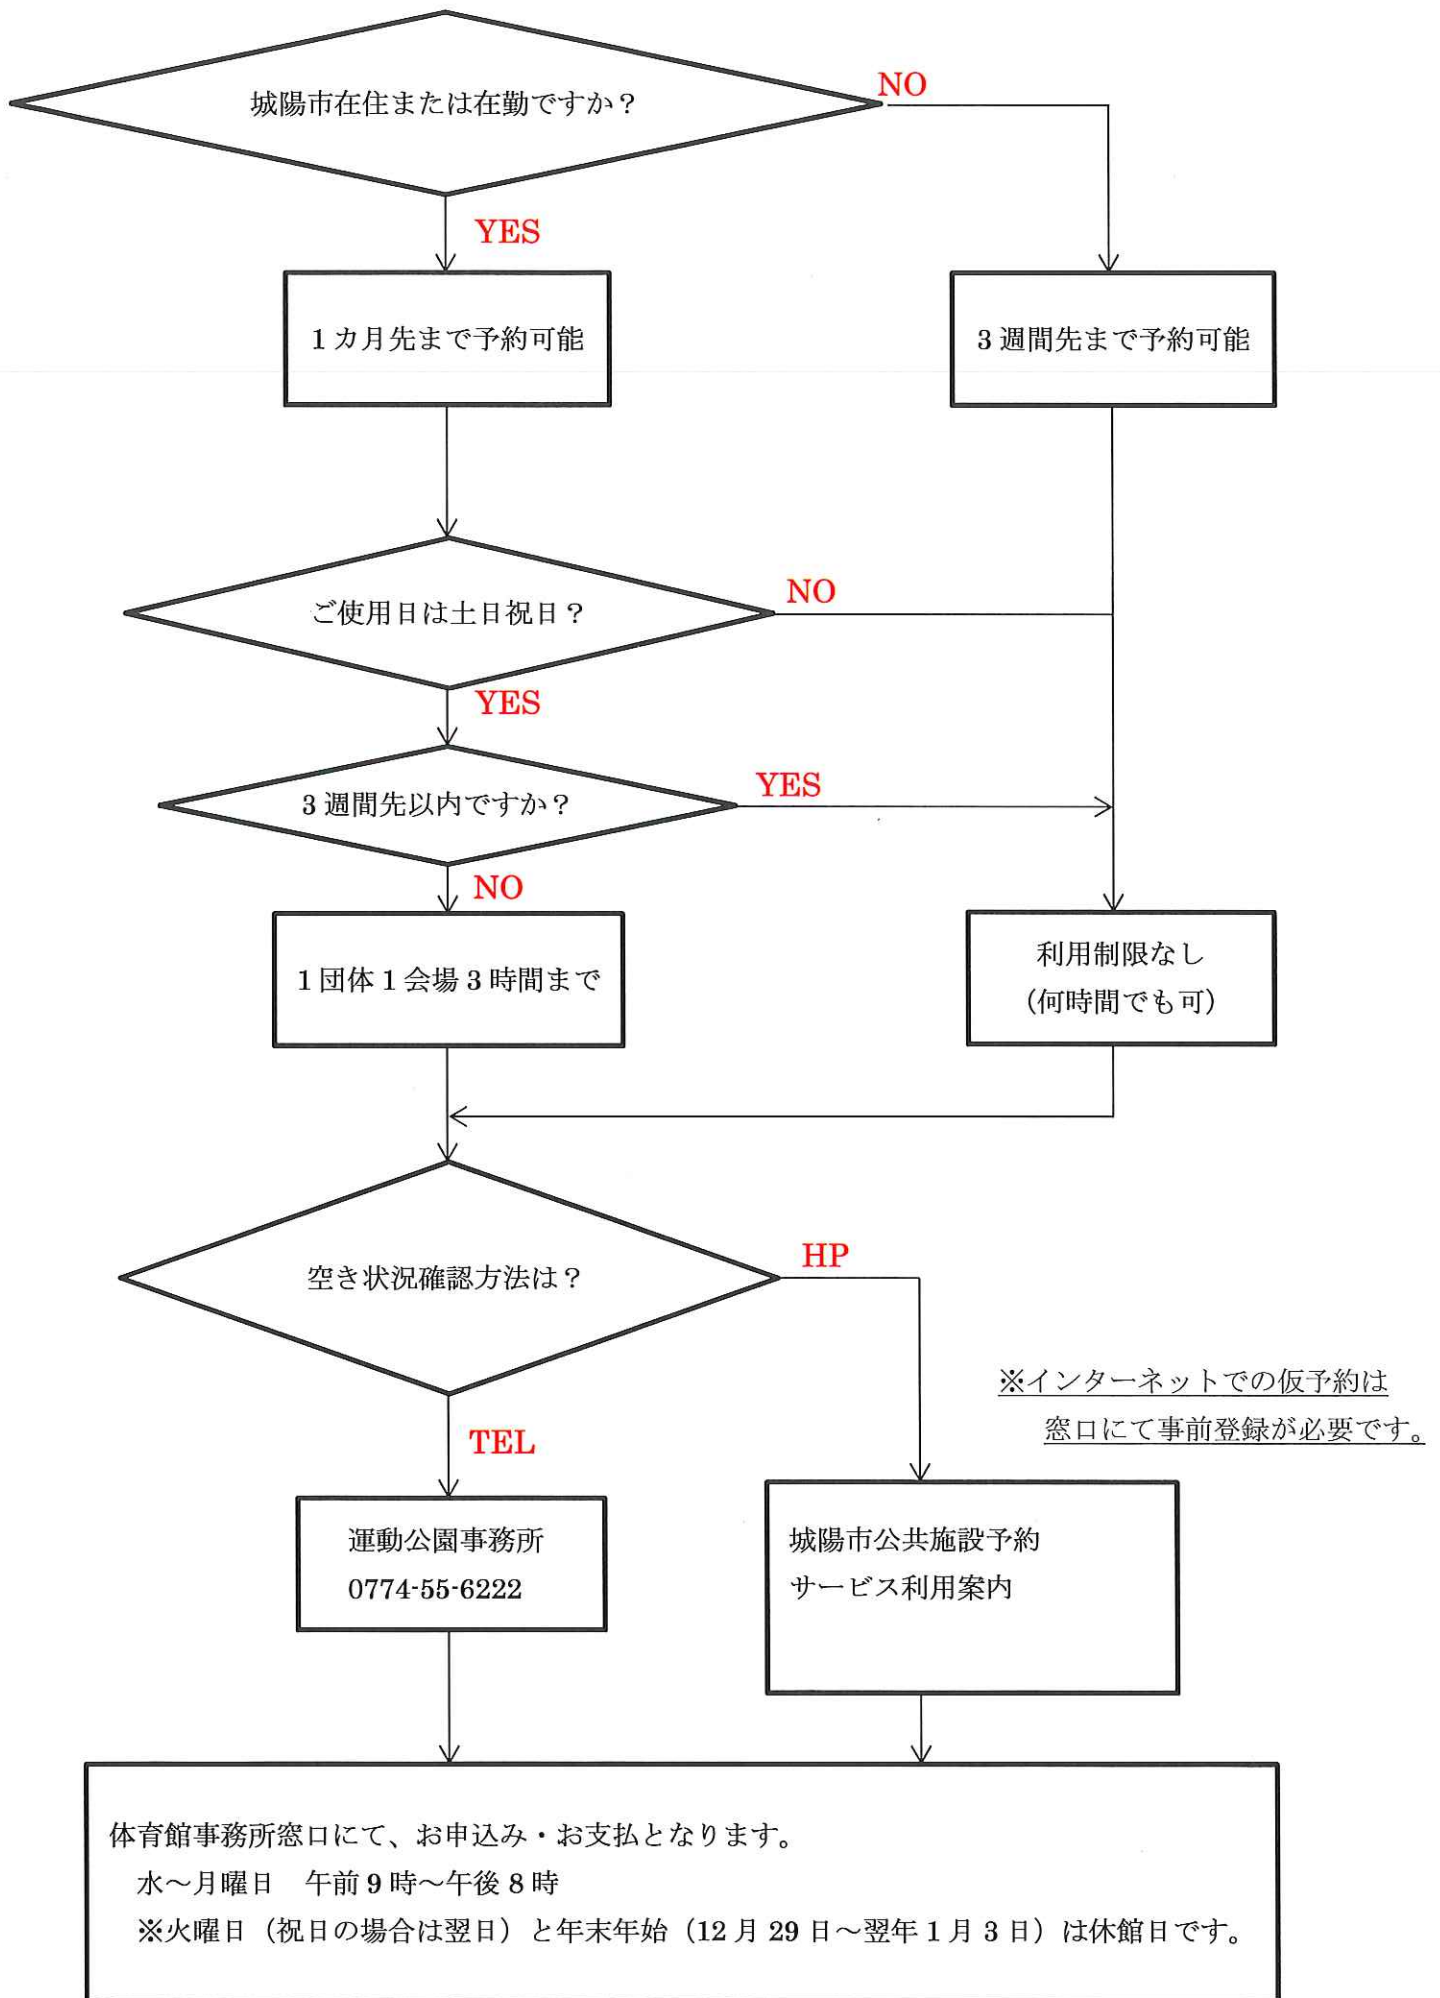 城陽市在住または在勤ですか？
NO
YES
1カ月先まで予約可能
3週間先まで予約可能
ご使用日は土日祝日？
NO
YES
3週間先以内ですか？
YES
NO
1団体1会場3時間まで
利用制限なし
（何時間でも可）
空き状況確認方法は？
HP
※インターネットでの仮予約は
窓口にて事前登録が必要です。
TEL
運動公園事務所
0774-55-6222
城陽市公共施設予約
サービス利用案内
体育館事務所窓口にて、お申込み・お支払となります。
水～月曜日　午前9時～午後8時
※火曜日（祝日の場合は翌日）と年末年始（12月29日～翌年1月3日）は休館日です。